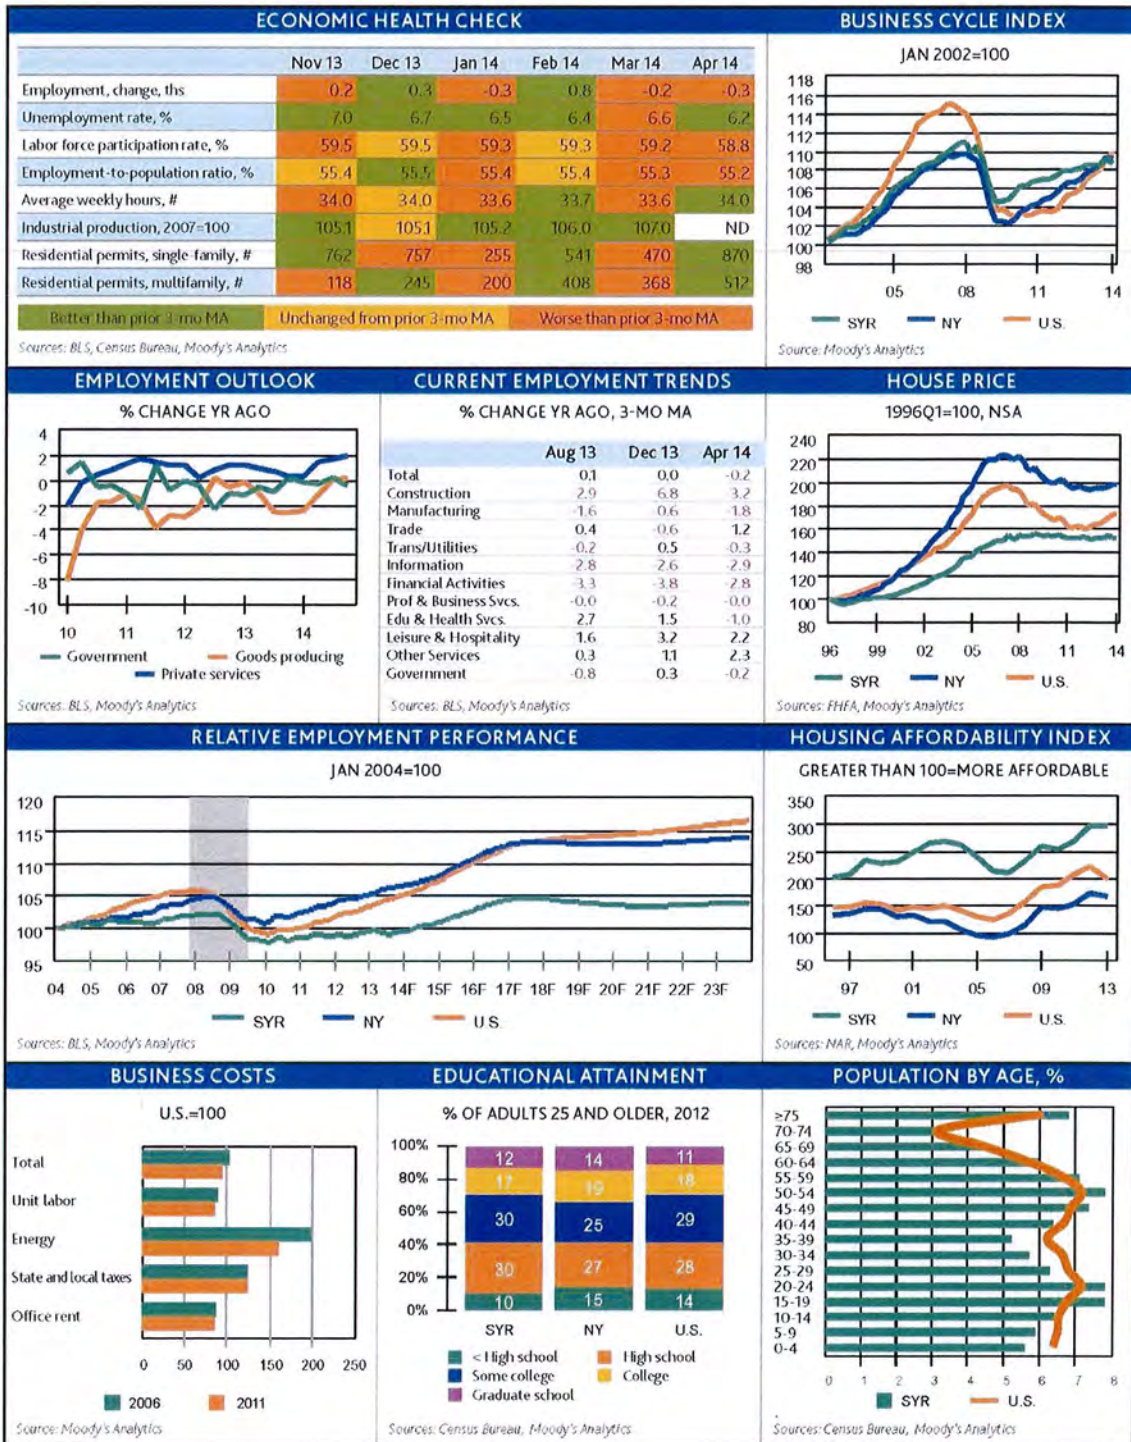 ECONOMIC HEALTH CHECK
Nov 13 Dec 13 Jan 14 Feb 14 Mar 14 Apr 14
Employment, change, ths 0.2 0.3 -0.3 0.8 -0.2 -0.3
Unemployment rate, % 7.0 6.7 6.5 6.4 6.6 6.2
Labor force participation rate, % 59.5 59.5 59.3 59.3 59.2 58.8
Employment-to-population ratio, % 55.4 55.5 55.4 55.4 55.3 55.2
Average weekly hours, # 34.0 34.0 33.6 33.7 33.6 34.0
Industrial production, 2007=100 105.1 105.1 105.2 106.0 107.0 ND
Residential permits, single-family, # 762 757 255 541 470 870
Residential permits, multifamily, # 118 245 200 408 368 512
Better than prior 3-mo MA Unchanged from prior 3-mo MA Worse than prior 3-mo MA
Sources: BLS, Census Bureau, Moody's Analytics
BUSINESS CYCLE INDEX
JAN 2002=100
118
116
114
112
110
108
106
104
102
100
98
05 08 11 14
SYR NY U.S.
Source: Moody's Analytics
EMPLOYMENT OUTLOOK
% CHANGE YR AGO
4
2
0
-2
-4
-6
-8
-10
10 11 12 13 14
Government Goods producing
Private services
Sources: BLS, Moody's Analytics
CURRENT EMPLOYMENT TRENDS
% CHANGE YR AGO, 3-MO MA
Aug 13 Dec 13 Apr 14
Total 0.1 0.0 -0.2
Construction 2.9 6.8 3.2
Manufacturing -1.6 0.6 -1.8
Trade 0.4 -0.6 1.2
Trans/Utilities -0.2 0.5 -0.3
Information -2.8 -2.6 -2.9
Financial Activities -3.3 -3.8 -2.8
Prof & Business Svcs. -0.0 -0.2 -0.0
Edu & Health Svcs. 2.7 1.5 -1.0
Leisure & Hospitality 1.6 3.2 2.2
Other Services 0.3 1.1 2.3
Government -0.8 0.3 -0.2
Sources: BLS, Moody's Analytics
HOUSE PRICE
1996Q1=100, NSA
240
220
200
180
160
140
120
100
80
96 99 02 05 08 11 14
SYR NY U.S.
Sources: FHFA, Moody's Analytics
RELATIVE EMPLOYMENT PERFORMANCE
JAN 2004=100
120
115
110
105
100
95
04 05 06 07 08 09 10 11 12 13 14F 15F 16F 17F 18F 19F 20F 21F 22F 23F
SYR NY U.S.
Sources: BLS, Moody's Analytics
HOUSING AFFORDABILITY INDEX
GREATER THAN 100=MORE AFFORDABLE
350
300
250
200
150
100
50
97 01 05 09 13
SYR NY U.S.
Sources: NAR, Moody's Analytics
BUSINESS COSTS
U.S.=100
Total
Unit labor
Energy
State and local taxes
Office rent
0 50 100 150 200 250
2006 2011
Source: Moody's Analytics
EDUCATIONAL ATTAINMENT
% OF ADULTS 25 AND OLDER, 2012
100% 12 14 11
80% 17 19 18
60% 30 25 29
40%
20% 30 27 28
0% 10 15 14
SYR NY U.S.
< High school High school
Some college College
Graduate school
Sources: Census Bureau, Moody's Analytics
POPULATION BY AGE, %
≥75
70-74
65-69
60-64
55-59
50-54
45-49
40-44
35-39
30-34
25-29
20-24
15-19
10-14
5-9
0-4
0 1 2 3 4 5 6 7 8
SYR U.S.
Sources: Census Bureau, Moody's Analytics